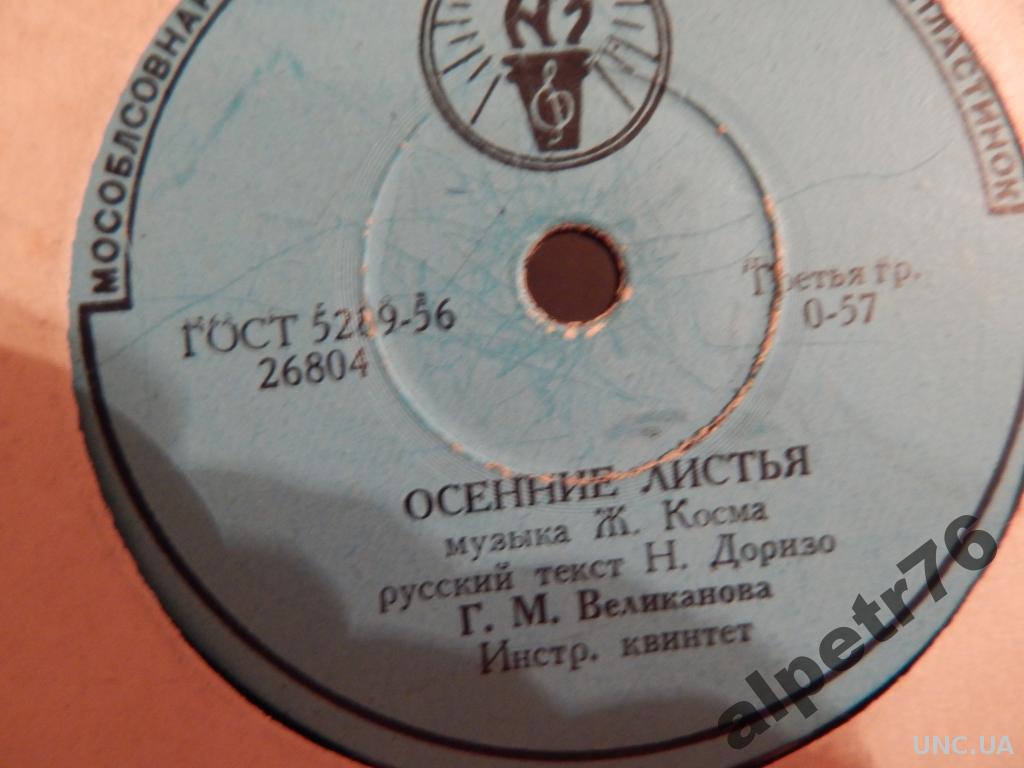 МОСОБЛСОВНАР
ПЛАСТИНОК
ГОСТ 5289-56
26804
Третья гр.
0-57
ОСЕННИЕ ЛИСТЬЯ
музыка Ж. Косма
русский текст Н. Доризо
Г. М. Великанова
Инстр. квинтет
alpetr76
UNC.UA